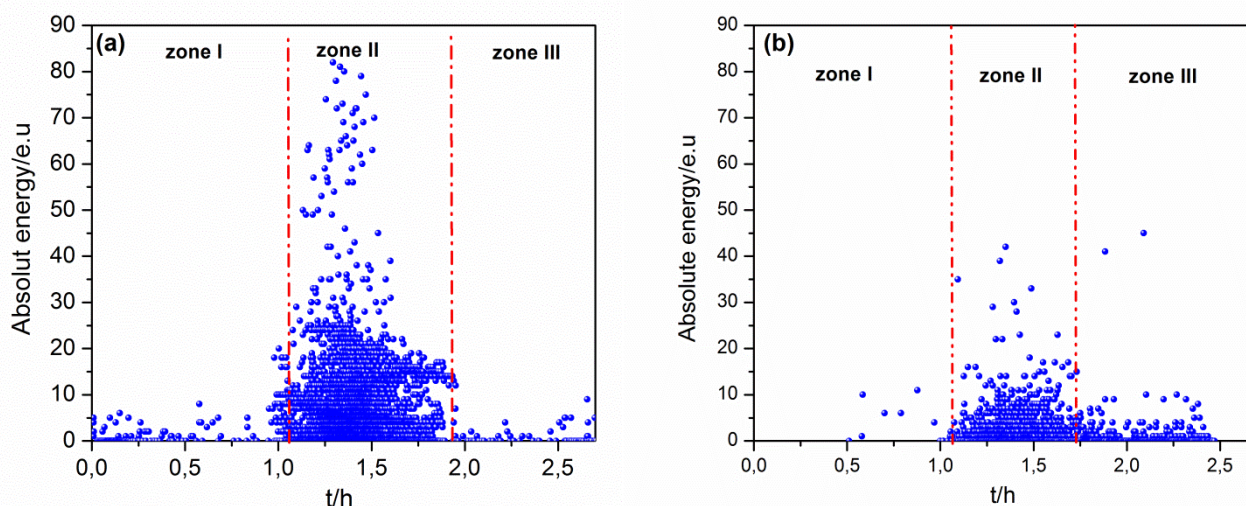 (a)
zone I
zone II
zone III
Absolut energy/e.u
90
80
70
60
50
40
30
20
10
0
0,0
0,5
1,0
1,5
2,0
2,5
t/h
(b)
zone I
zone II
zone III
Absolute energy/e.u
90
80
70
60
50
40
30
20
10
0
0,0
0,5
1,0
1,5
2,0
2,5
t/h